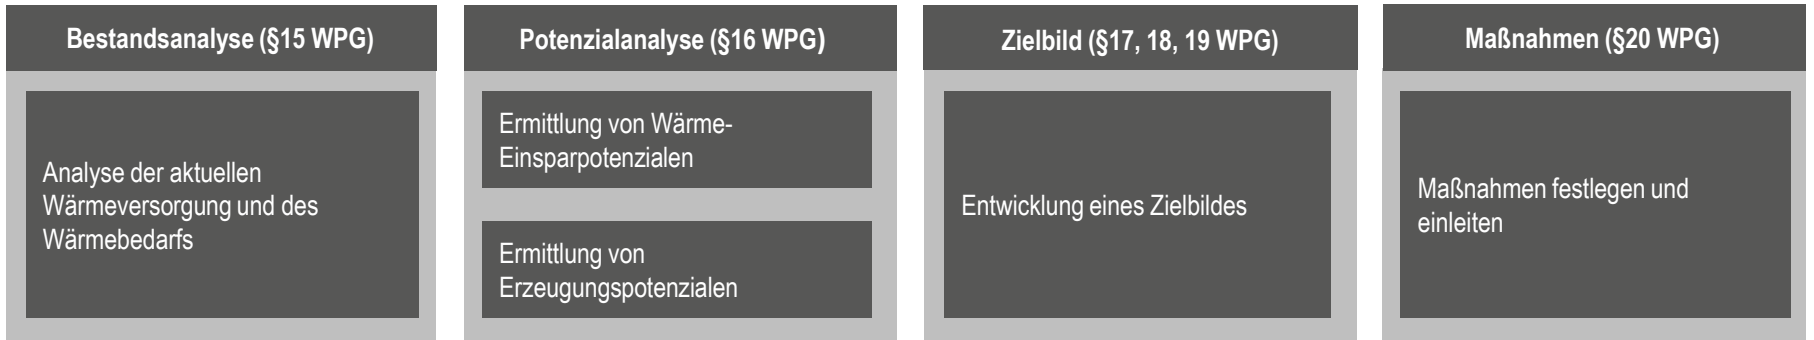 Bestandsanalyse (§15 WPG)
Analyse der aktuellen
Wärmeversorgung und des
Wärmebedarfs
Potenzialanalyse (§16 WPG)
Ermittlung von Wärme-
Einsparpotenzialen
Ermittlung von
Erzeugungspotenzialen
Zielbild (§17, 18, 19 WPG)
Entwicklung eines Zielbildes
Maßnahmen (§20 WPG)
Maßnahmen festlegen und
einleiten